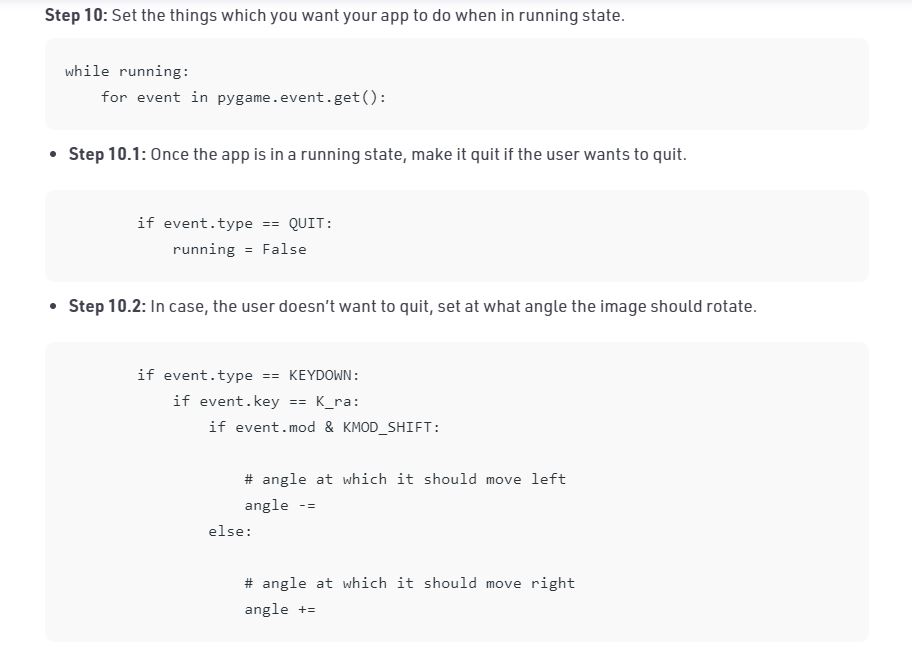 Step 10: Set the things which you want your app to do when in running state.
while running:
    for event in pygame.event.get():
• Step 10.1: Once the app is in a running state, make it quit if the user wants to quit.
        if event.type == QUIT:
            running = False
• Step 10.2: In case, the user doesn’t want to quit, set at what angle the image should rotate.
        if event.type == KEYDOWN:
            if event.key == K_ra:
                if event.mod & KMOD_SHIFT:
                    # angle at which it should move left
                    angle -=
                else:
                    # angle at which it should move right
                    angle +=